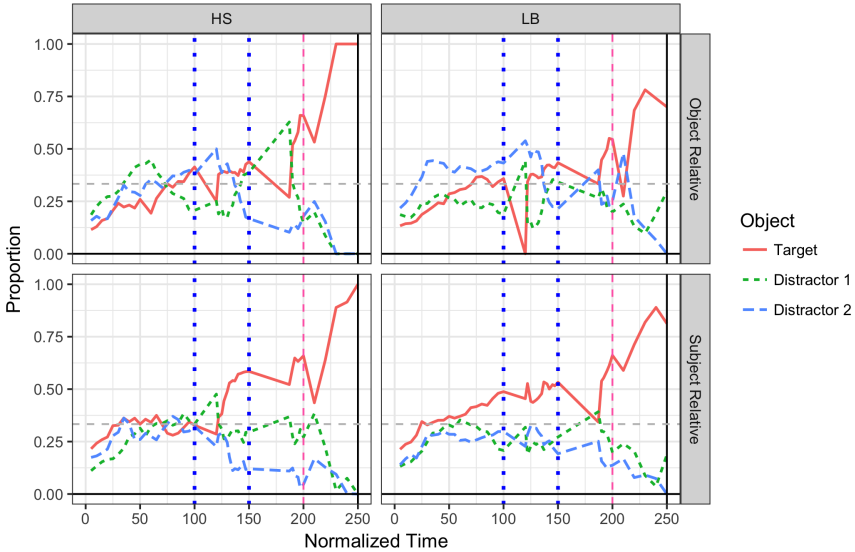 HS LB
1.00
0.75
0.50
0.25
0.00
Object Relative
1.00
0.75
0.50
0.25
0.00
Subject Relative
Proportion
0 50 100 150 200 250 0 50 100 150 200 250
Normalized Time
Object
Target
Distractor 1
Distractor 2